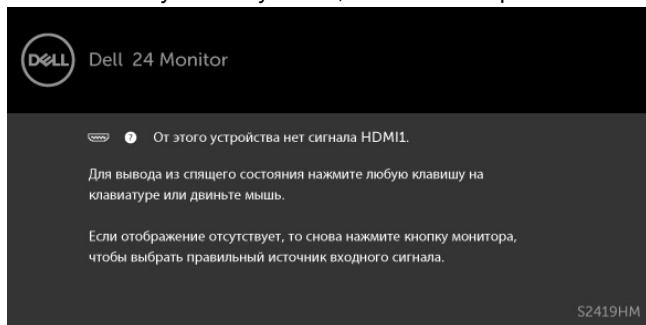 DELL
Dell 24 Monitor
? От этого устройства нет сигнала HDMI1.
Для вывода из спящего состояния нажмите любую клавишу на
клавиатуре или двиньте мышь.
Если отображение отсутствует, то снова нажмите кнопку монитора,
чтобы выбрать правильный источник входного сигнала.
S2419HM